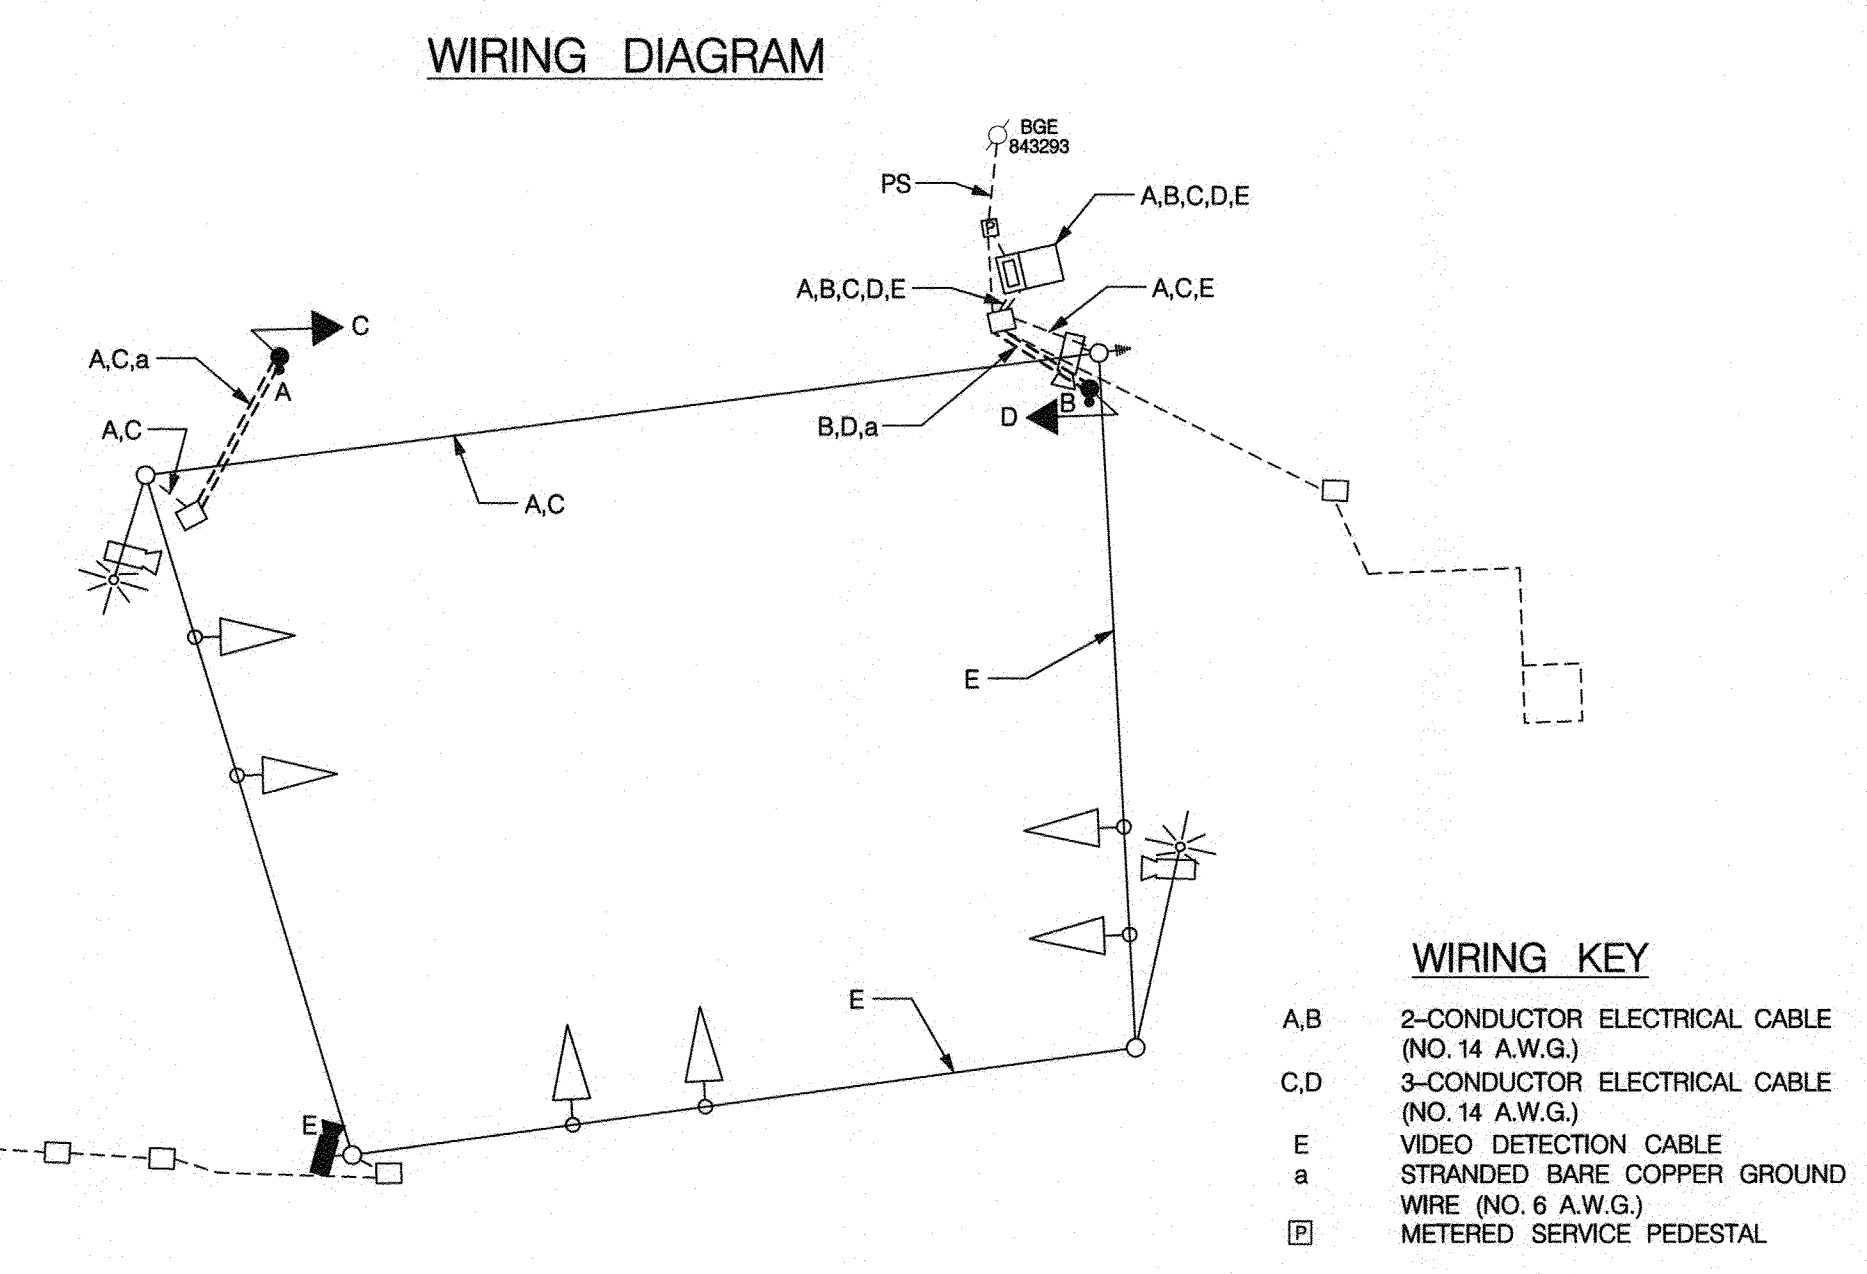 WIRING DIAGRAM
BGE
843293
PS
A,B,C,D,E
A,B,C,D,E
A,C,E
C
A,C,a
A
B
D
A,C
B,D,a
A,C
E
E
E
WIRING KEY
A,B 2-CONDUCTOR ELECTRICAL CABLE
(NO. 14 A.W.G.)
C,D 3-CONDUCTOR ELECTRICAL CABLE
(NO. 14 A.W.G.)
E VIDEO DETECTION CABLE
a STRANDED BARE COPPER GROUND
WIRE (NO. 6 A.W.G.)
P METERED SERVICE PEDESTAL
P